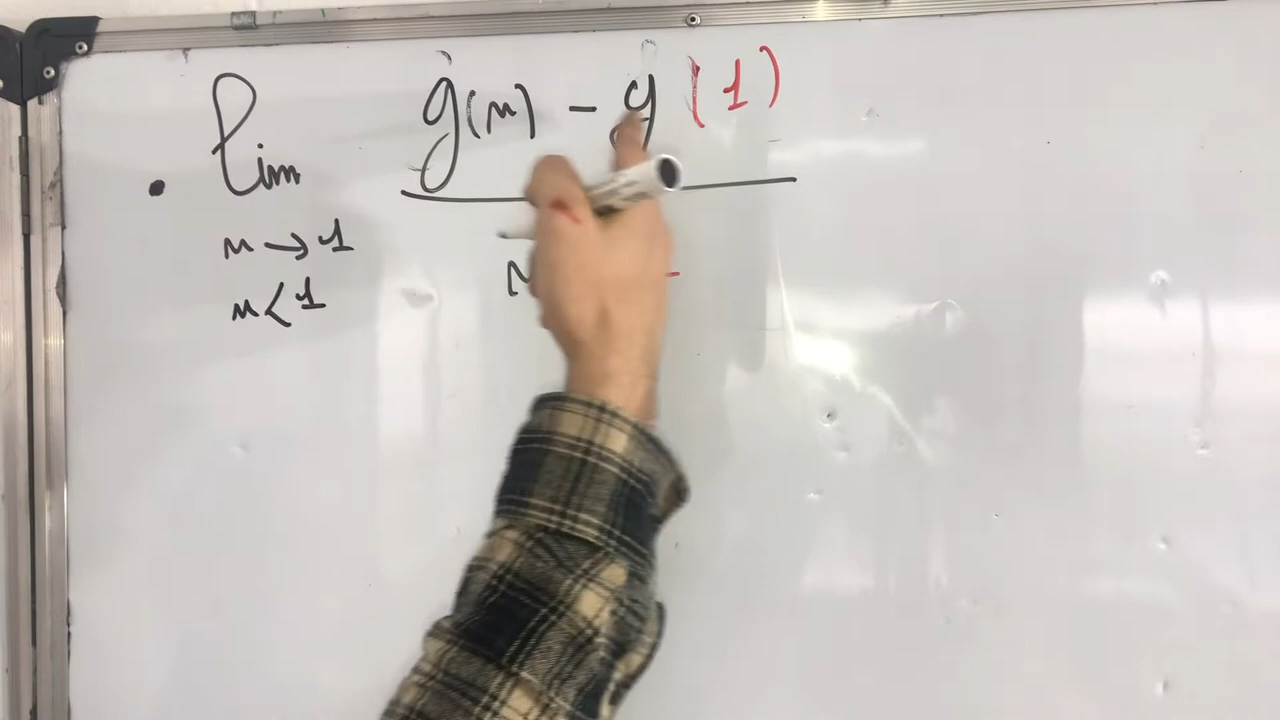 • lim g(x) - g(1)
x → 1
x < 1